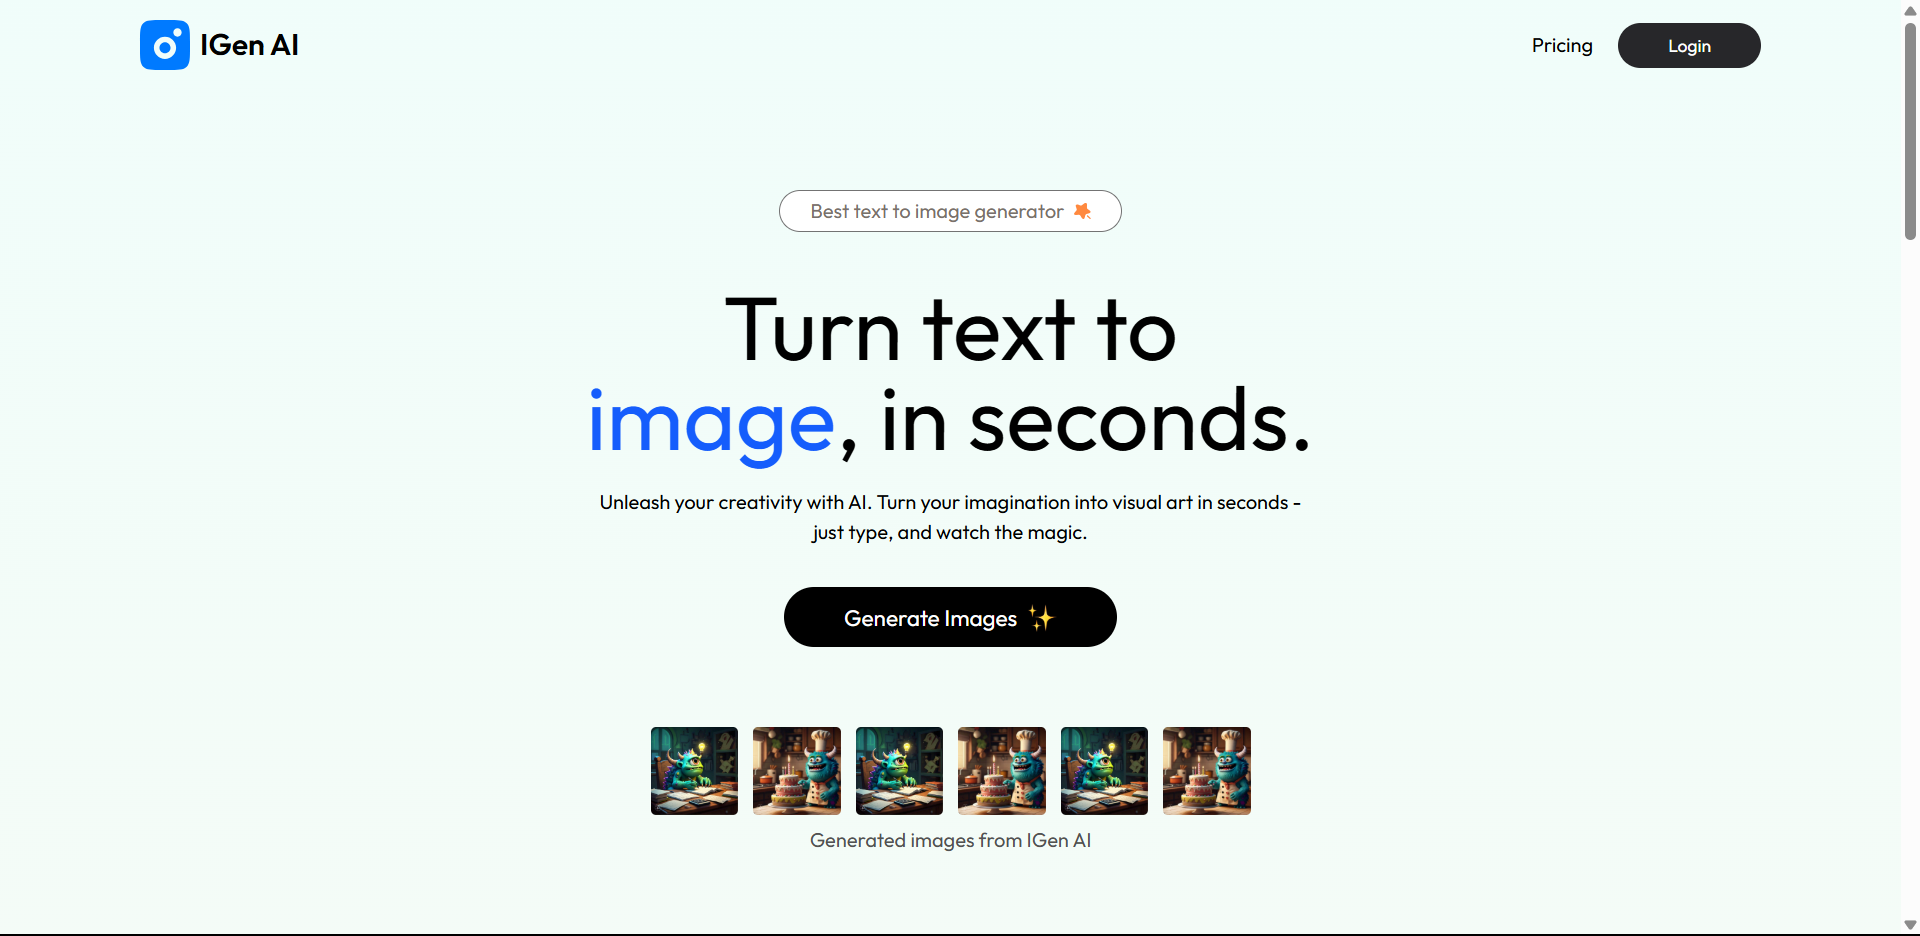 IGen AI
Pricing
Login
Best text to image generator
Turn text to
image, in seconds.
Unleash your creativity with AI. Turn your imagination into visual art in seconds -
just type, and watch the magic.
Generate Images ✨
Generated images from IGen AI